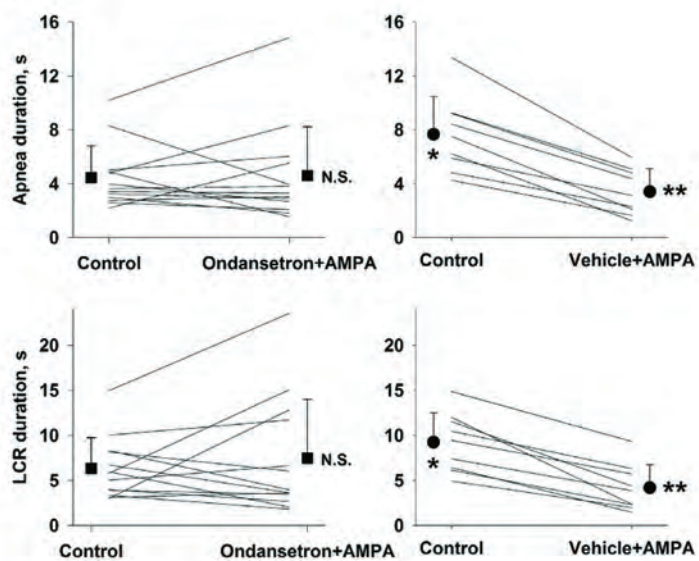 Apnea duration, s
16
12
8
4
0
N.S.
Control
Ondansetron+AMPA
16
12
8
4
0
*
**
Control
Vehicle+AMPA
LCR duration, s
20
15
10
5
0
N.S.
Control
Ondansetron+AMPA
20
15
10
5
0
*
**
Control
Vehicle+AMPA